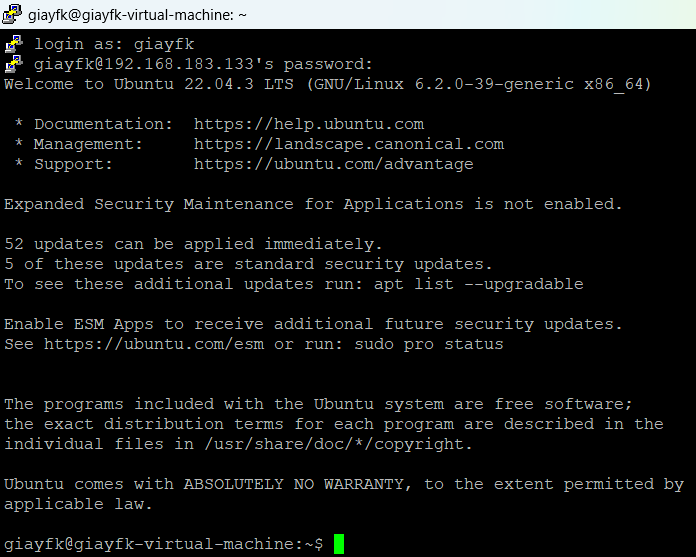 giayfk@giayfk-virtual-machine: ~
login as: giayfk
giayfk@192.168.183.133's password:
Welcome to Ubuntu 22.04.3 LTS (GNU/Linux 6.2.0-39-generic x86_64)

 * Documentation:  https://help.ubuntu.com
 * Management:     https://landscape.canonical.com
 * Support:        https://ubuntu.com/advantage

Expanded Security Maintenance for Applications is not enabled.

52 updates can be applied immediately.
5 of these updates are standard security updates.
To see these additional updates run: apt list --upgradable

Enable ESM Apps to receive additional future security updates.
See https://ubuntu.com/esm or run: sudo pro status

The programs included with the Ubuntu system are free software;
the exact distribution terms for each program are described in the
individual files in /usr/share/doc/*/copyright.

Ubuntu comes with ABSOLUTELY NO WARRANTY, to the extent permitted by
applicable law.

giayfk@giayfk-virtual-machine:~$